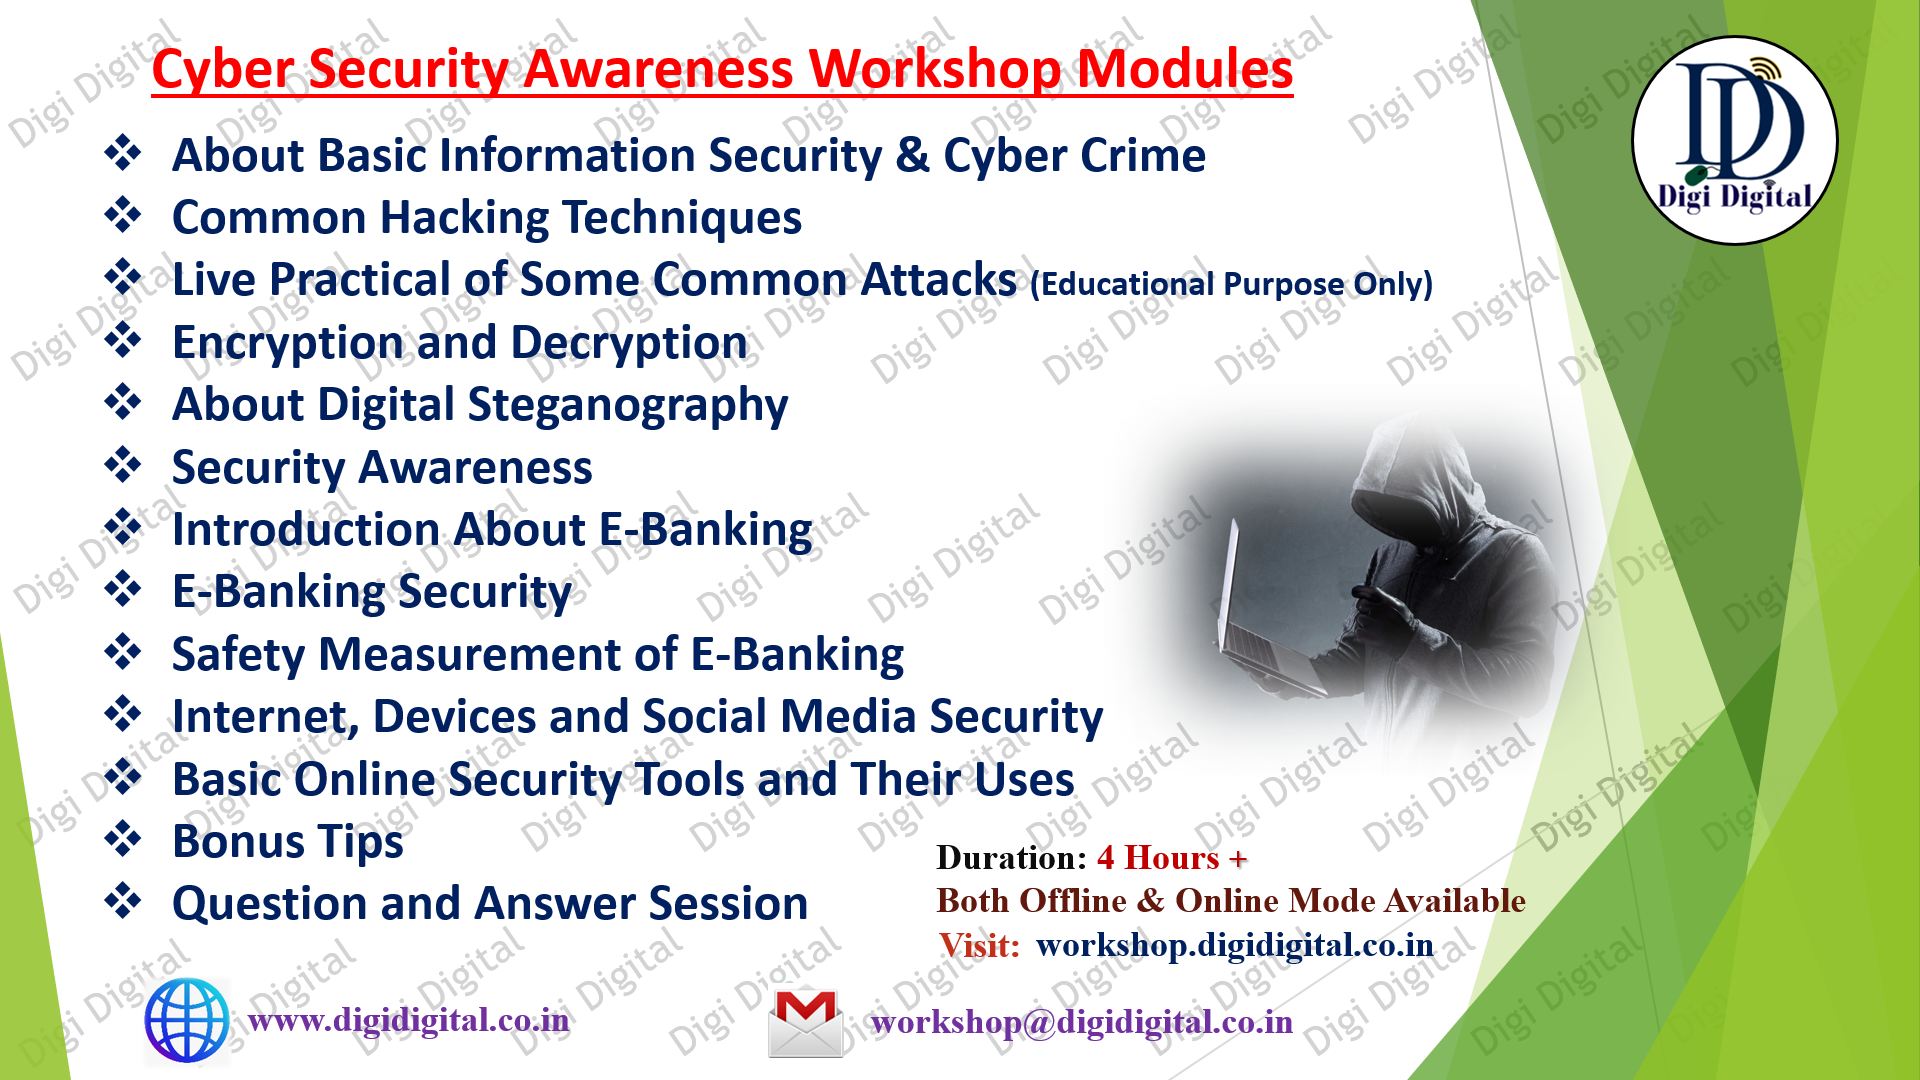 Cyber Security Awareness Workshop Modules
❖ About Basic Information Security & Cyber Crime
❖ Common Hacking Techniques
❖ Live Practical of Some Common Attacks (Educational Purpose Only)
❖ Encryption and Decryption
❖ About Digital Steganography
❖ Security Awareness
❖ Introduction About E-Banking
❖ E-Banking Security
❖ Safety Measurement of E-Banking
❖ Internet, Devices and Social Media Security
❖ Basic Online Security Tools and Their Uses
❖ Bonus Tips
❖ Question and Answer Session
Duration: 4 Hours +
Both Offline & Online Mode Available
Visit: workshop.digidigital.co.in
www.digidigital.co.in
workshop@digidigital.co.in
DD
Digi Digital
Digi Digital